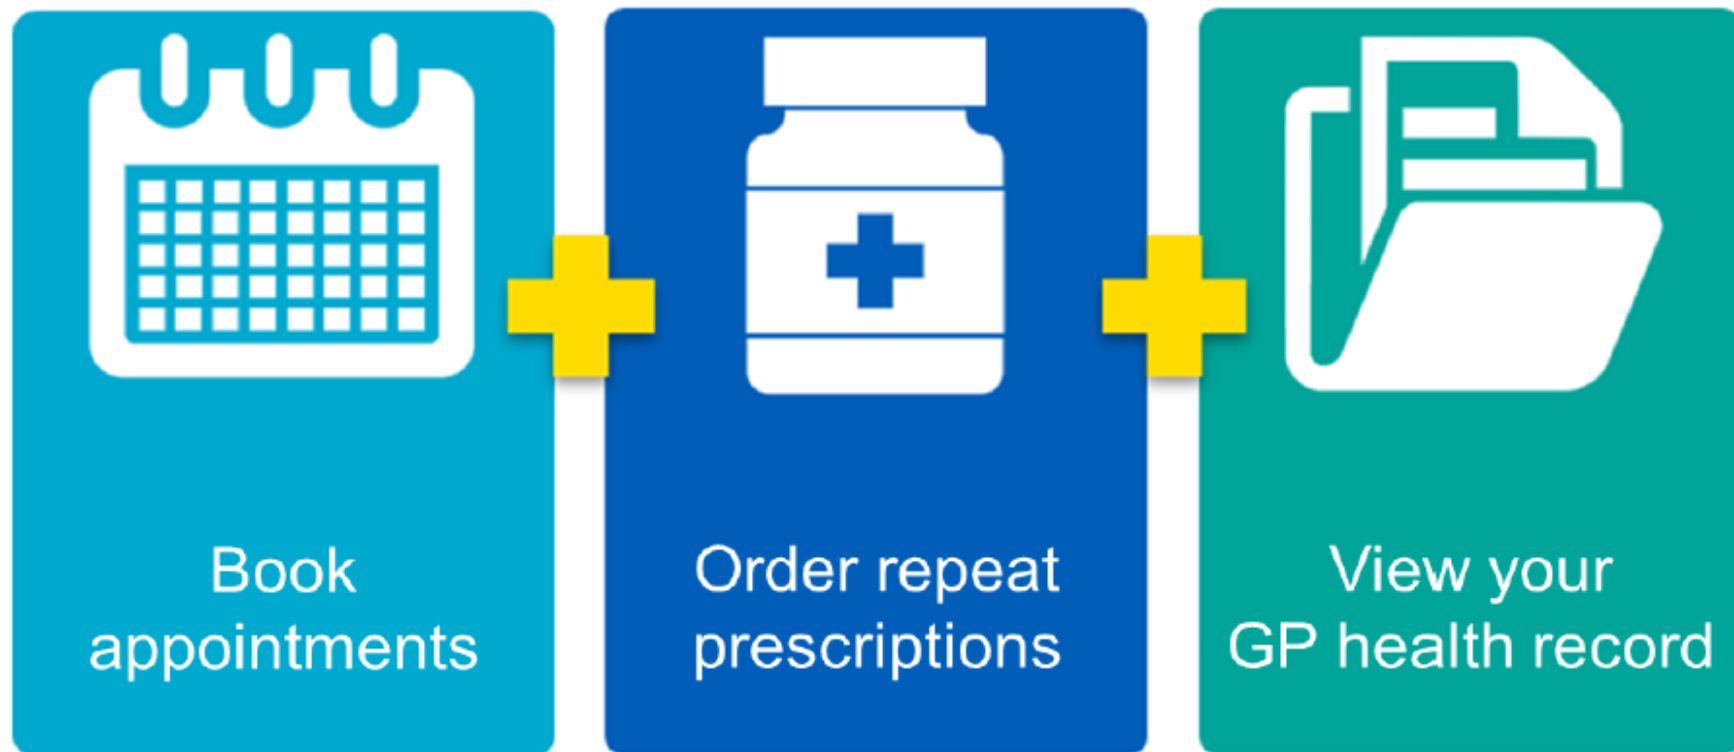 Book
appointments
Order repeat
prescriptions
View your
GP health record